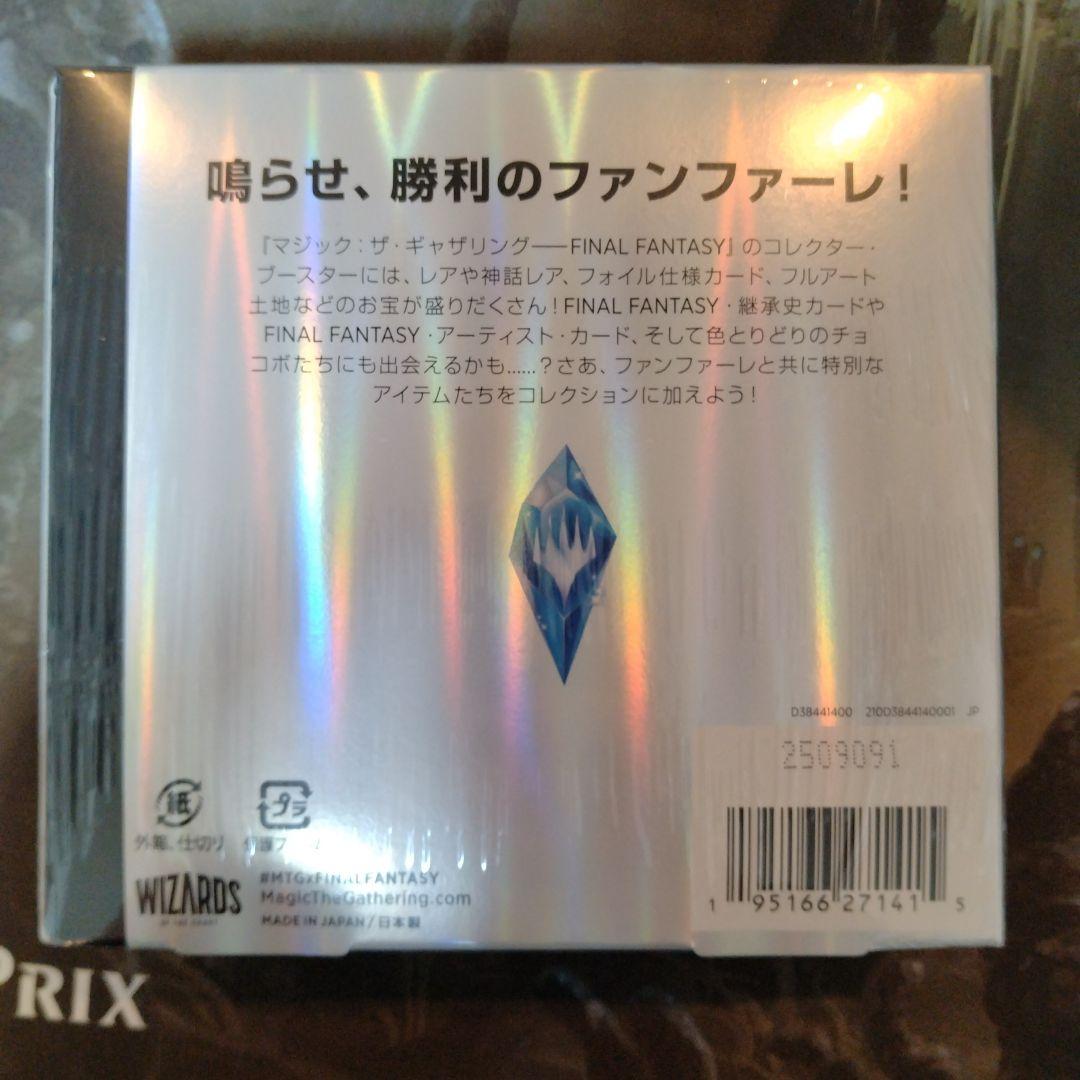 鳴らせ、勝利のファンファーレ！
『マジック：ザ・ギャザリング——FINAL FANTASY』のコレクター・
ブースターには、レアや神話レア、フォイル仕様カード、フルアート
土地などのお宝が盛りだくさん！FINAL FANTASY・継承史カードや
FINAL FANTASY・アーティスト・カード、そして色とりどりのチョ
コボたちにも出会えるかも……？さあ、ファンファーレと共に特別な
アイテムたちをコレクションに加えよう！
D38441400 210D3844140001 JP
2509091
紙 プラ
外箱、仕切り
WIZARDS
#MTGxFINALFANTASY
MagicTheGathering.com
MADE IN JAPAN / 日本製
1 95166 27141 5
PRIX